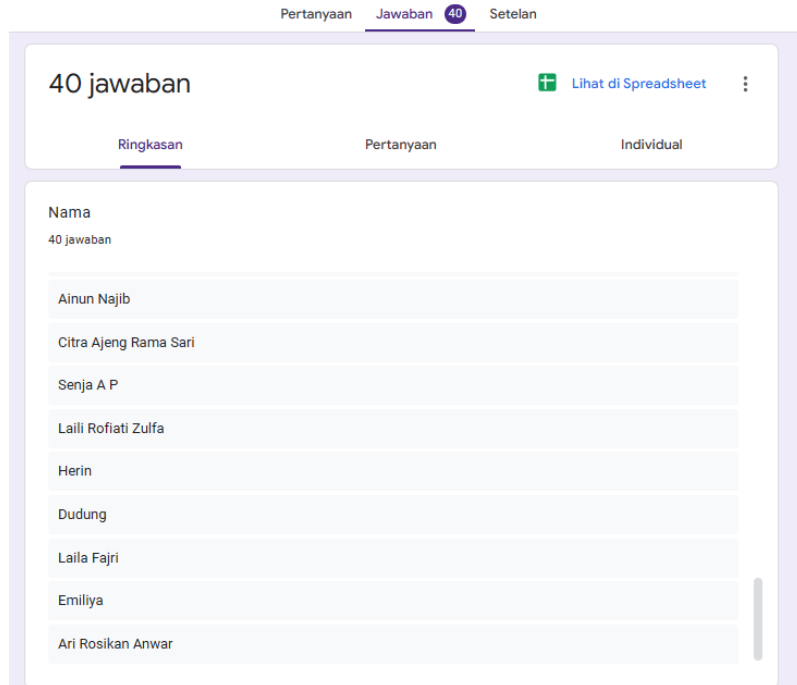 Pertanyaan Jawaban 40 Setelan
40 jawaban Lihat di Spreadsheet
Ringkasan Pertanyaan Individual
Nama
40 jawaban
Ainun Najib
Citra Ajeng Rama Sari
Senja A P
Laili Rofiati Zulfa
Herin
Dudung
Laila Fajri
Emiliya
Ari Rosikan Anwar